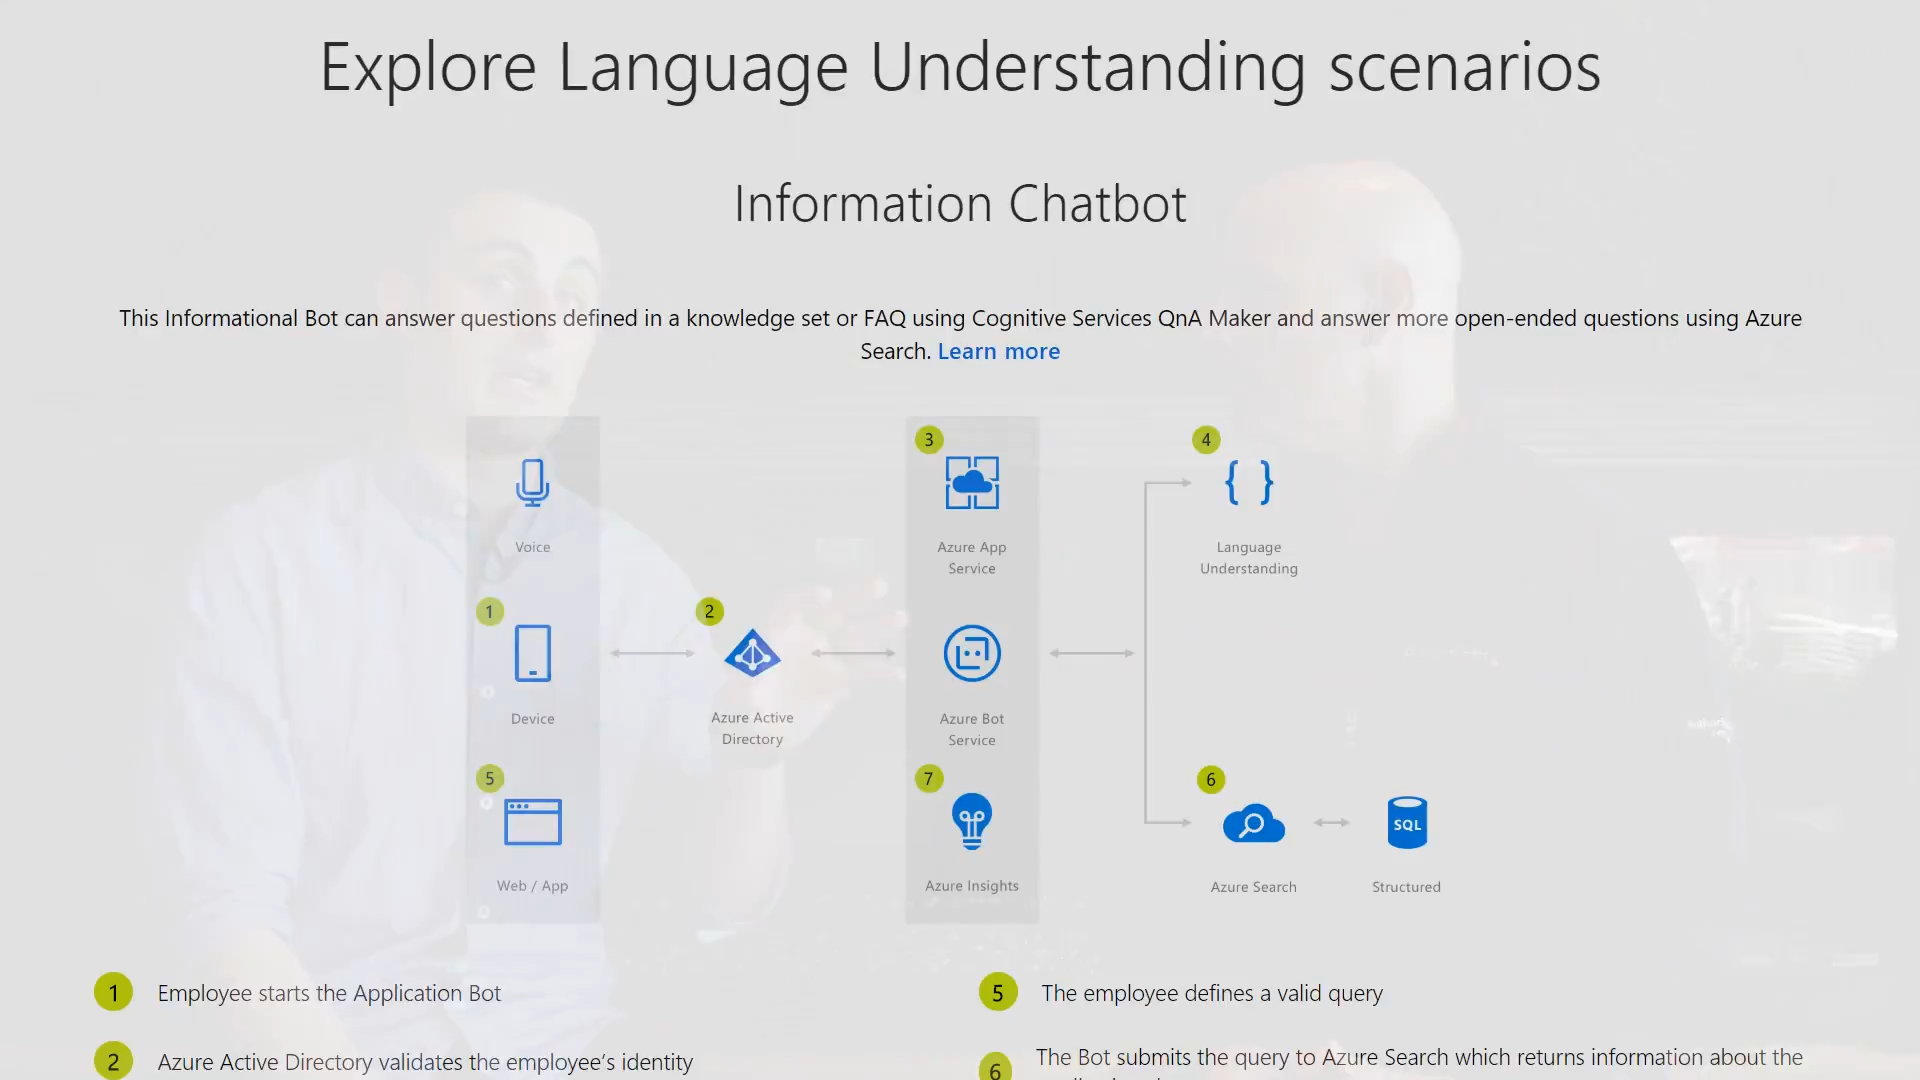 Explore Language Understanding scenarios
Information Chatbot
This Informational Bot can answer questions defined in a knowledge set or FAQ using Cognitive Services QnA Maker and answer more open-ended questions using Azure
Search. Learn more
3
4
Voice
Azure App
Service
Language
Understanding
1
2
Device
Azure Active
Directory
Azure Bot
Service
5
7
6
SQL
Web / App
Azure Insights
Azure Search
Structured
1 Employee starts the Application Bot
5 The employee defines a valid query
2 Azure Active Directory validates the employee’s identity
6 The Bot submits the query to Azure Search which returns information about the